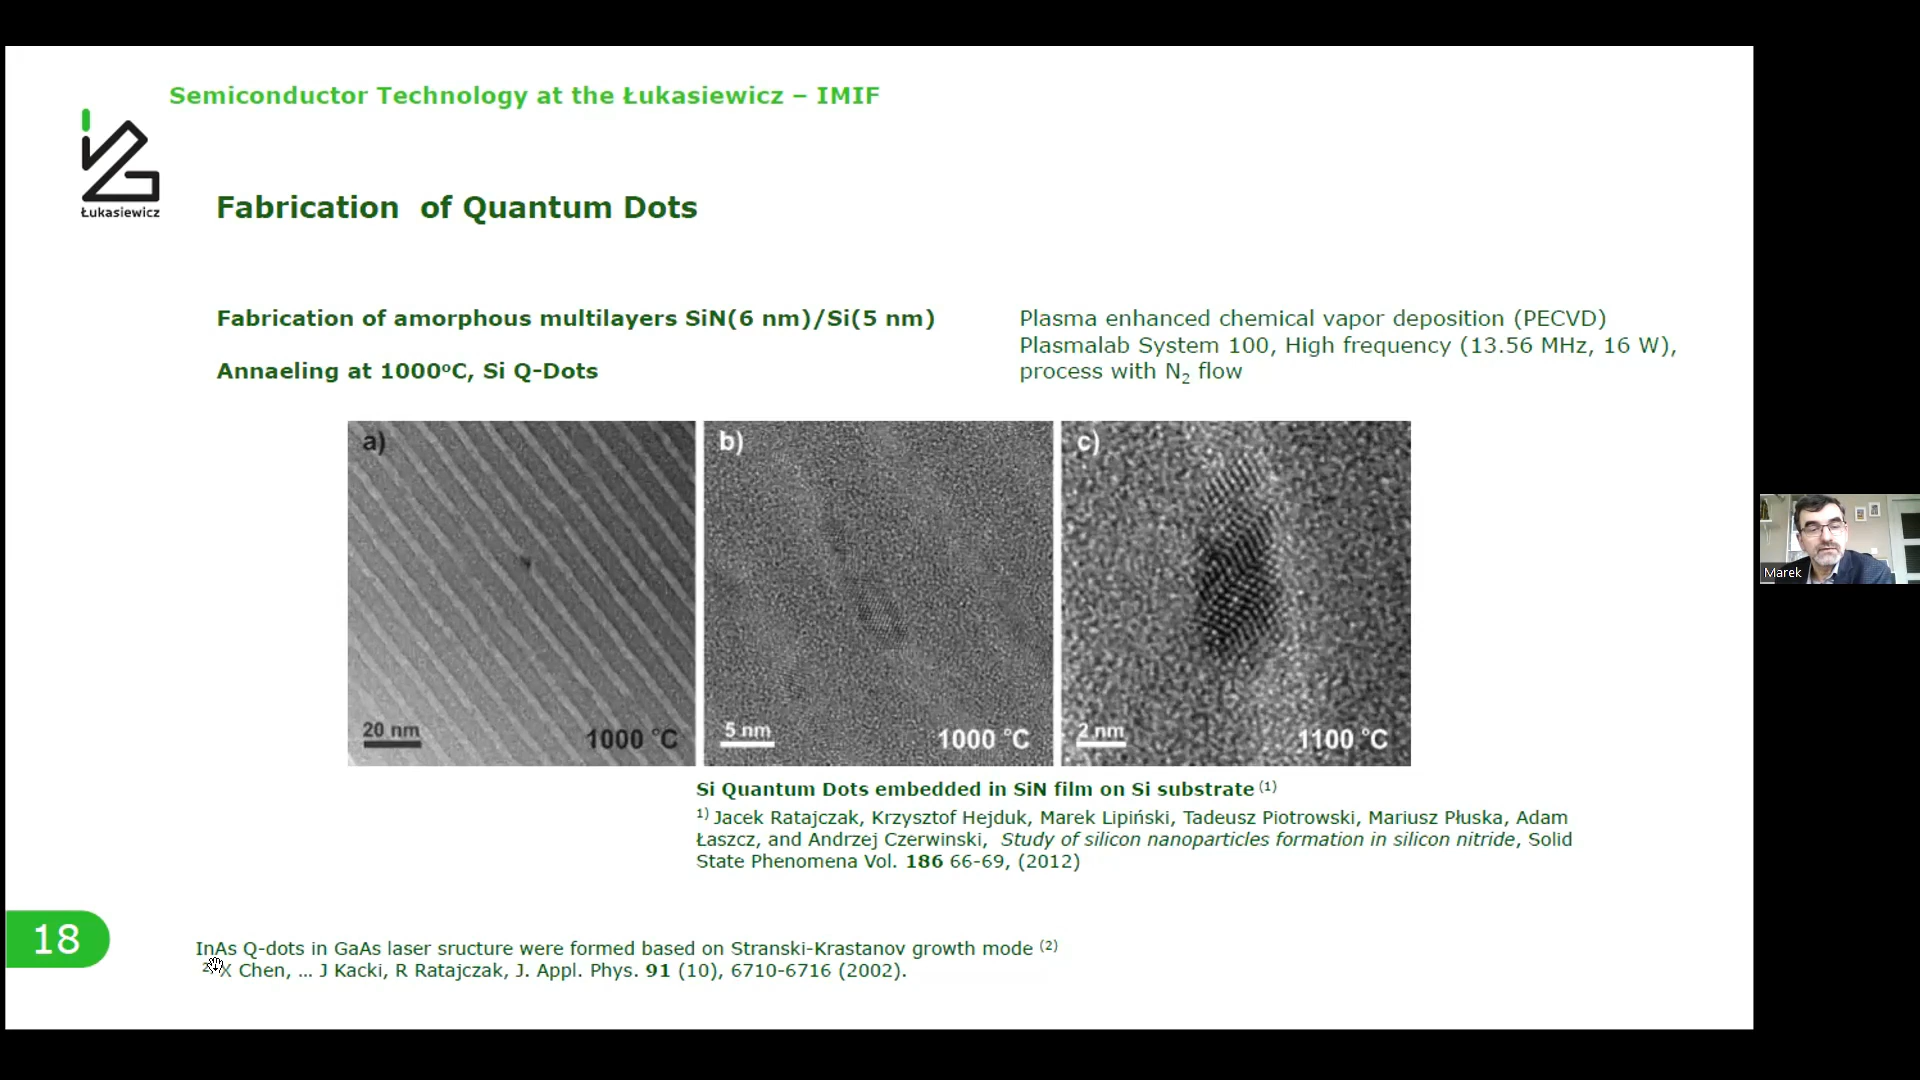 Semiconductor Technology at the Łukasiewicz – IMIF
Łukasiewicz
Fabrication of Quantum Dots
Fabrication of amorphous multilayers SiN(6 nm)/Si(5 nm)
Annaeling at 1000°C, Si Q-Dots
Plasma enhanced chemical vapor deposition (PECVD)
Plasmalab System 100, High frequency (13.56 MHz, 16 W),
process with N₂ flow
a)
20 nm
1000 °C
b)
5 nm
1000 °C
c)
2 nm
1100 °C
Si Quantum Dots embedded in SiN film on Si substrate (1)
1) Jacek Ratajczak, Krzysztof Hejduk, Marek Lipiński, Tadeusz Piotrowski, Mariusz Płuska, Adam
Łaszcz, and Andrzej Czerwinski, Study of silicon nanoparticles formation in silicon nitride, Solid
State Phenomena Vol. 186 66-69, (2012)
18
InAs Q-dots in GaAs laser sructure were formed based on Stranski-Krastanov growth mode (2)
2) X Chen, ... J Kacki, R Ratajczak, J. Appl. Phys. 91 (10), 6710-6716 (2002).
Marek